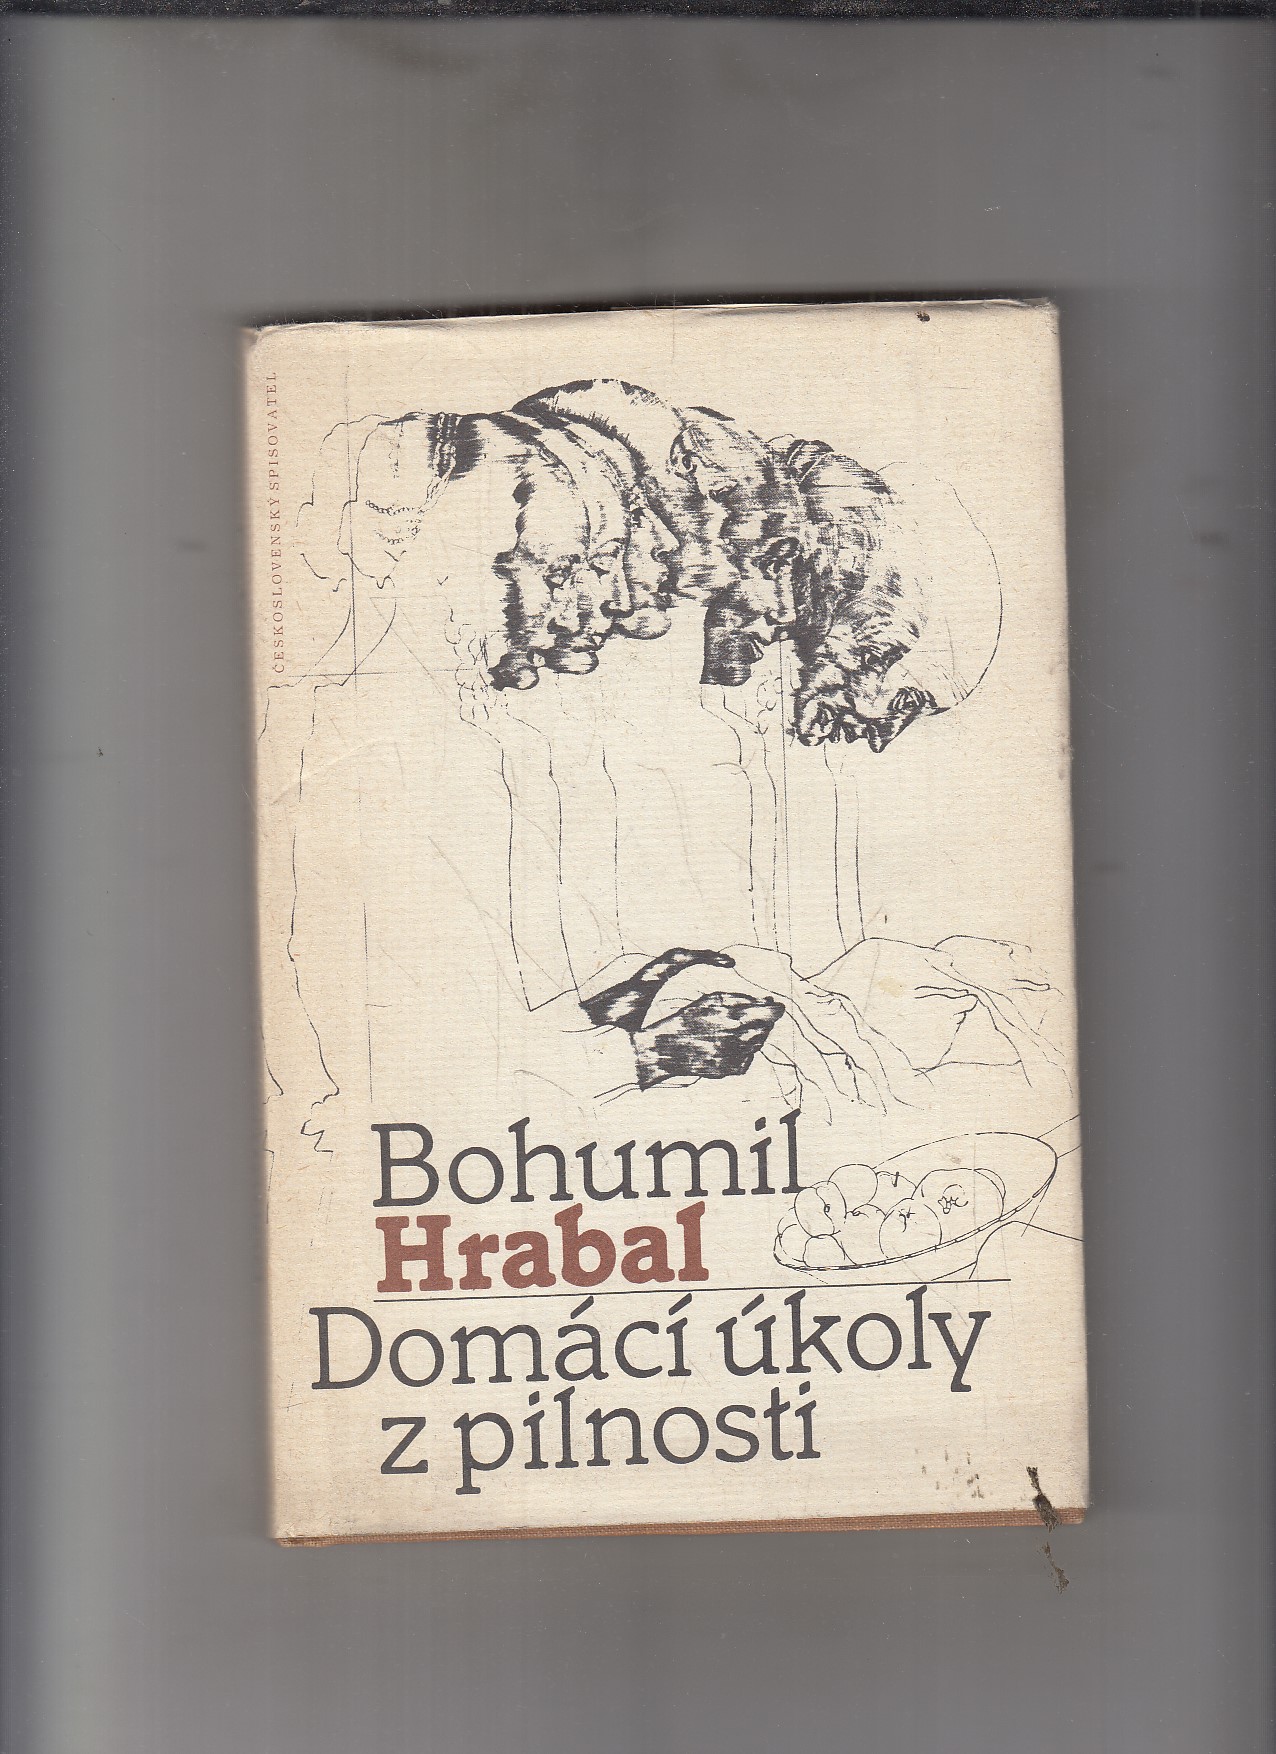 ČESKOSLOVENSKÝ SPISOVATEL
Bohumil
Hrabal
Domácí úkoly
z pilnosti